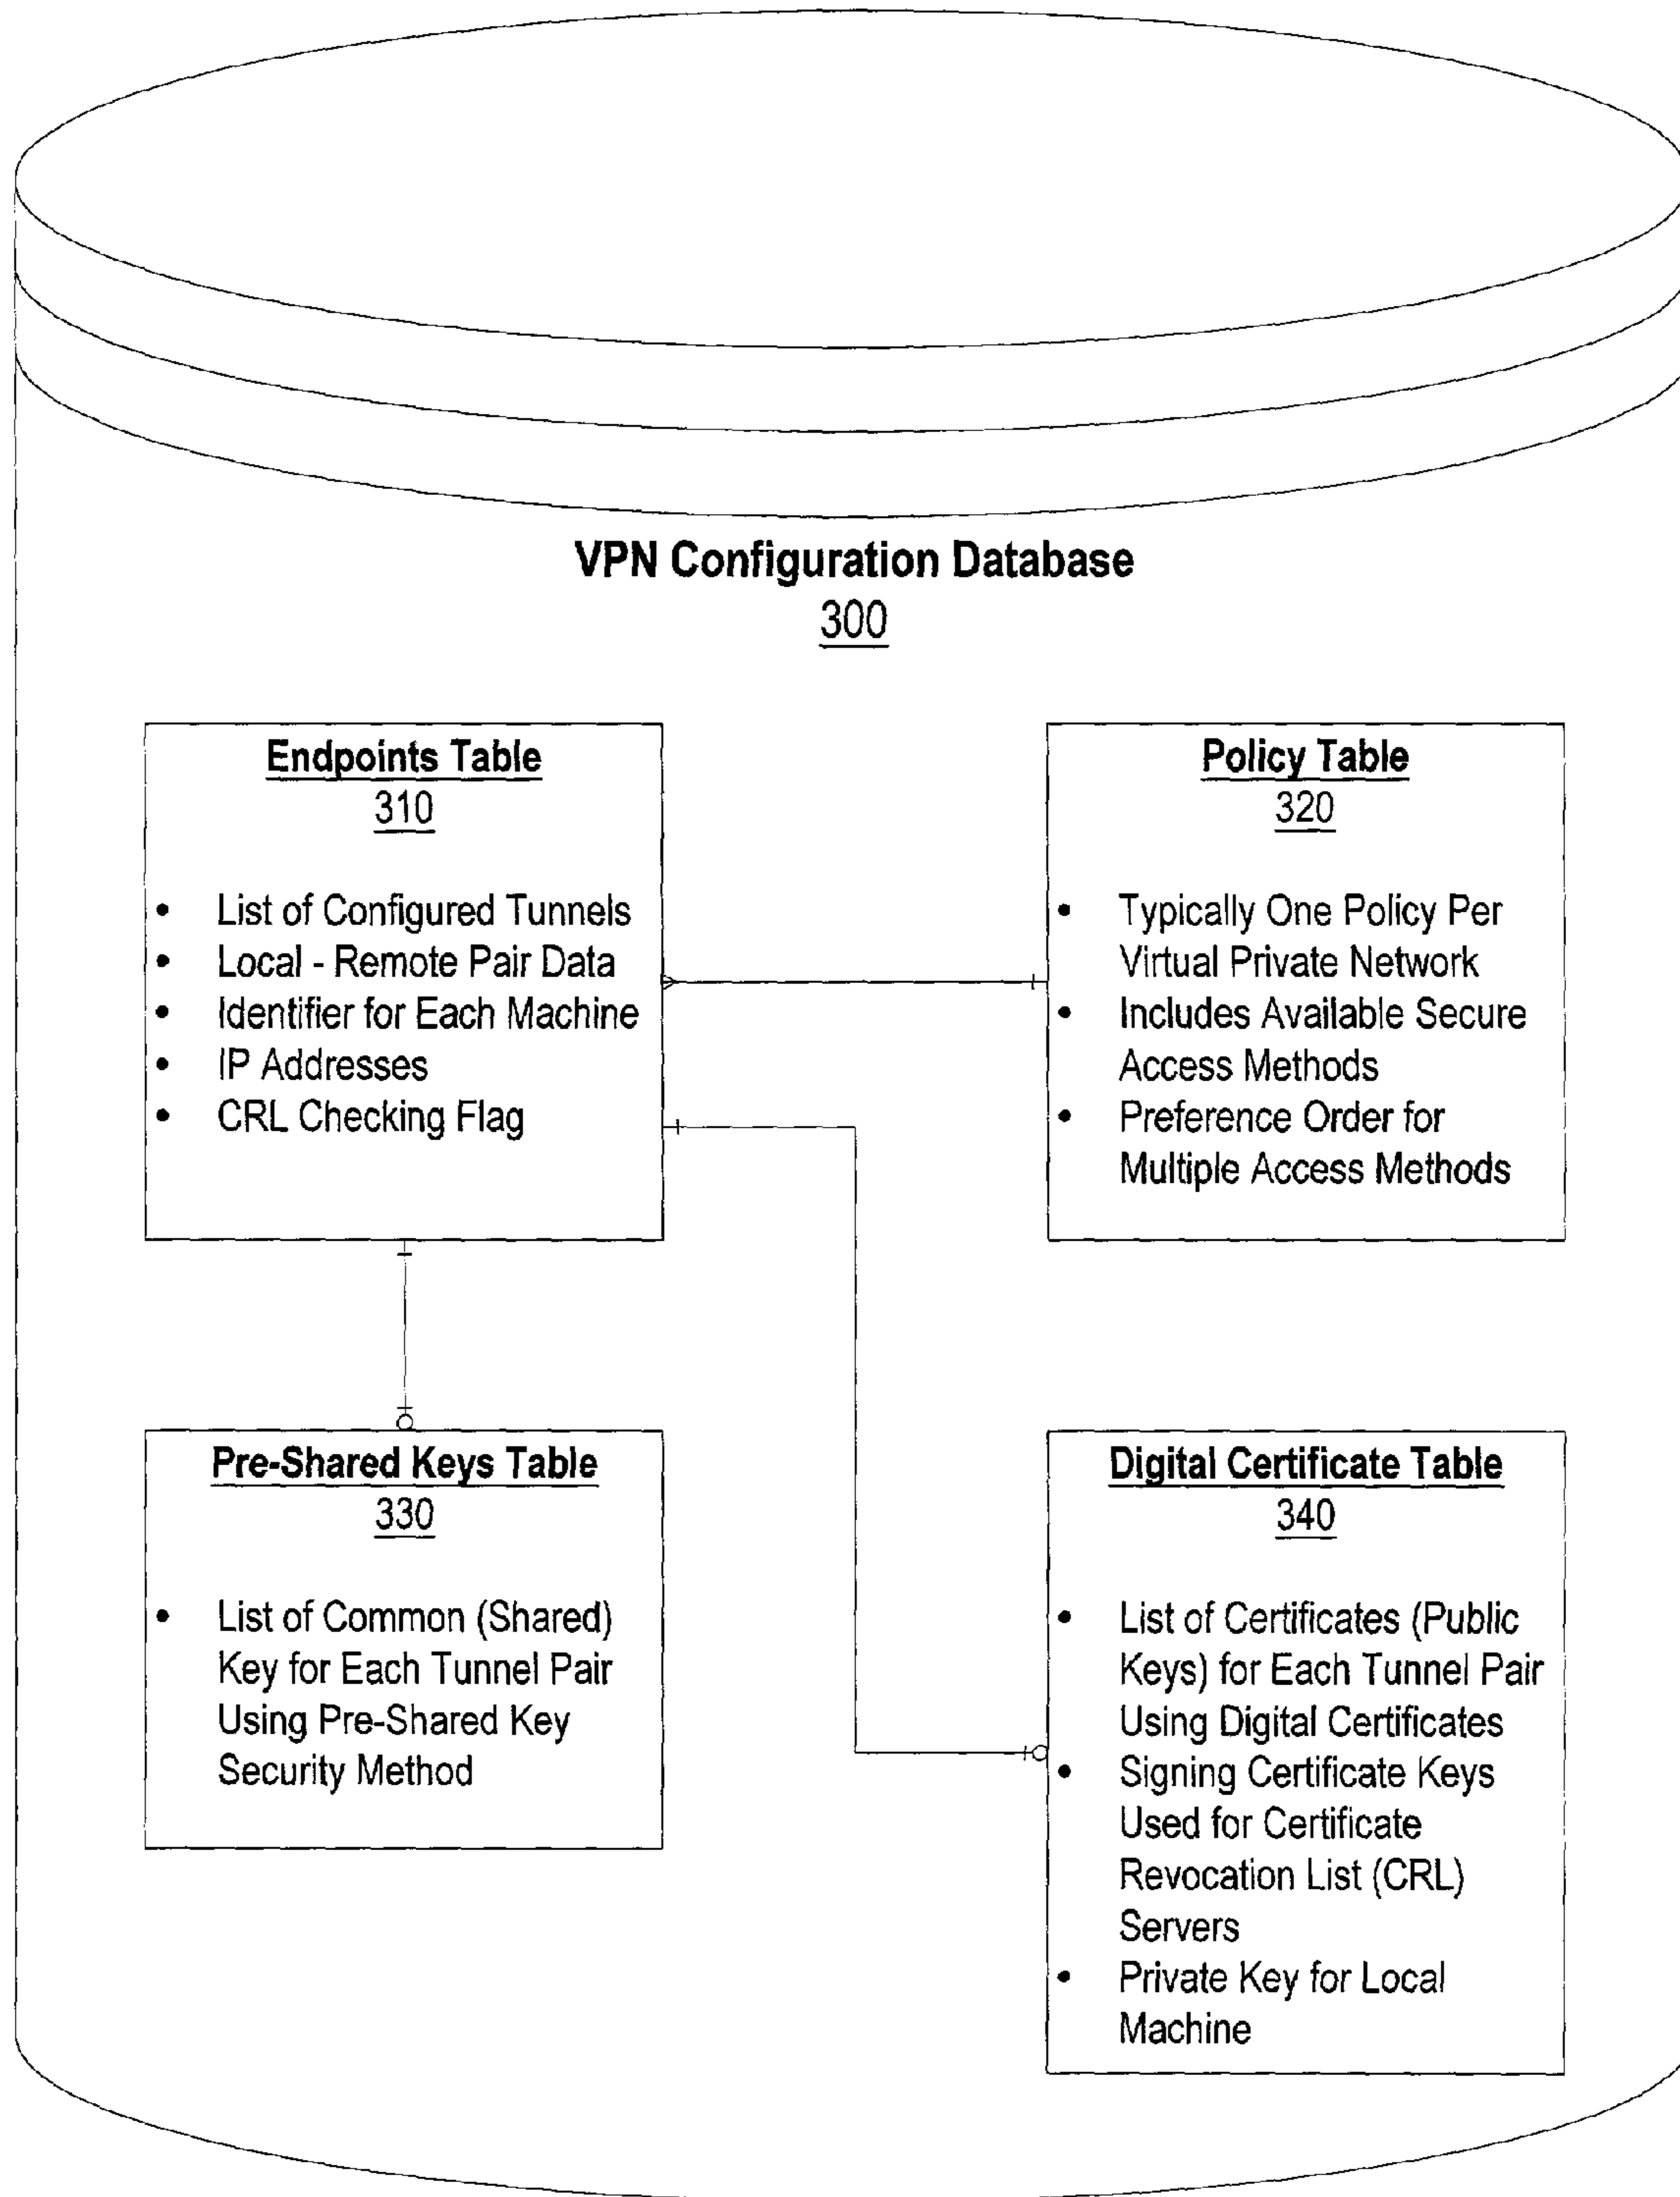 VPN Configuration Database
300
Endpoints Table
310
• List of Configured Tunnels
• Local - Remote Pair Data
• Identifier for Each Machine
• IP Addresses
• CRL Checking Flag
Policy Table
320
• Typically One Policy Per
Virtual Private Network
• Includes Available Secure
Access Methods
• Preference Order for
Multiple Access Methods
Pre-Shared Keys Table
330
• List of Common (Shared)
Key for Each Tunnel Pair
Using Pre-Shared Key
Security Method
Digital Certificate Table
340
• List of Certificates (Public
Keys) for Each Tunnel Pair
Using Digital Certificates
• Signing Certificate Keys
Used for Certificate
Revocation List (CRL)
Servers
• Private Key for Local
Machine